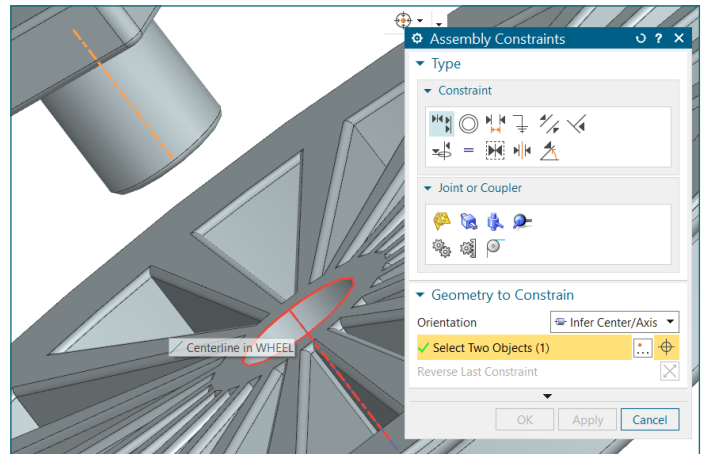 Assembly Constraints
?
Type
Constraint
Joint or Coupler
Geometry to Constrain
Orientation
Infer Center/Axis
Select Two Objects (1)
Reverse Last Constraint
OK
Apply
Cancel
Centerline in WHEEL